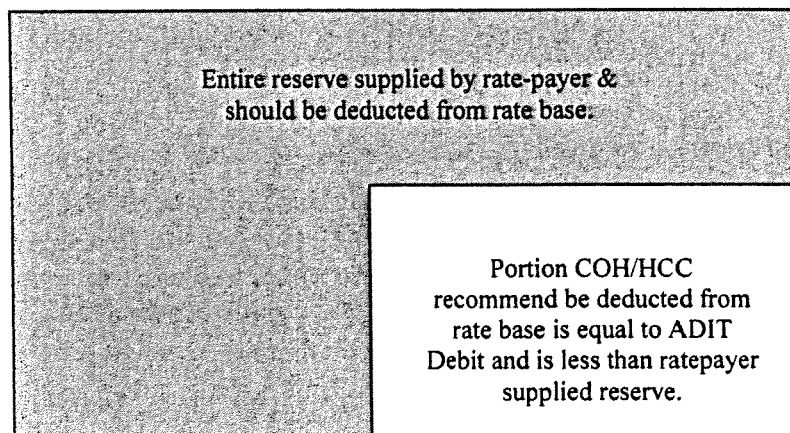 Entire reserve supplied by rate-payer &
should be deducted from rate base.
Portion COH/HCC
recommend be deducted from
rate base is equal to ADIT
Debit and is less than ratepayer
supplied reserve.